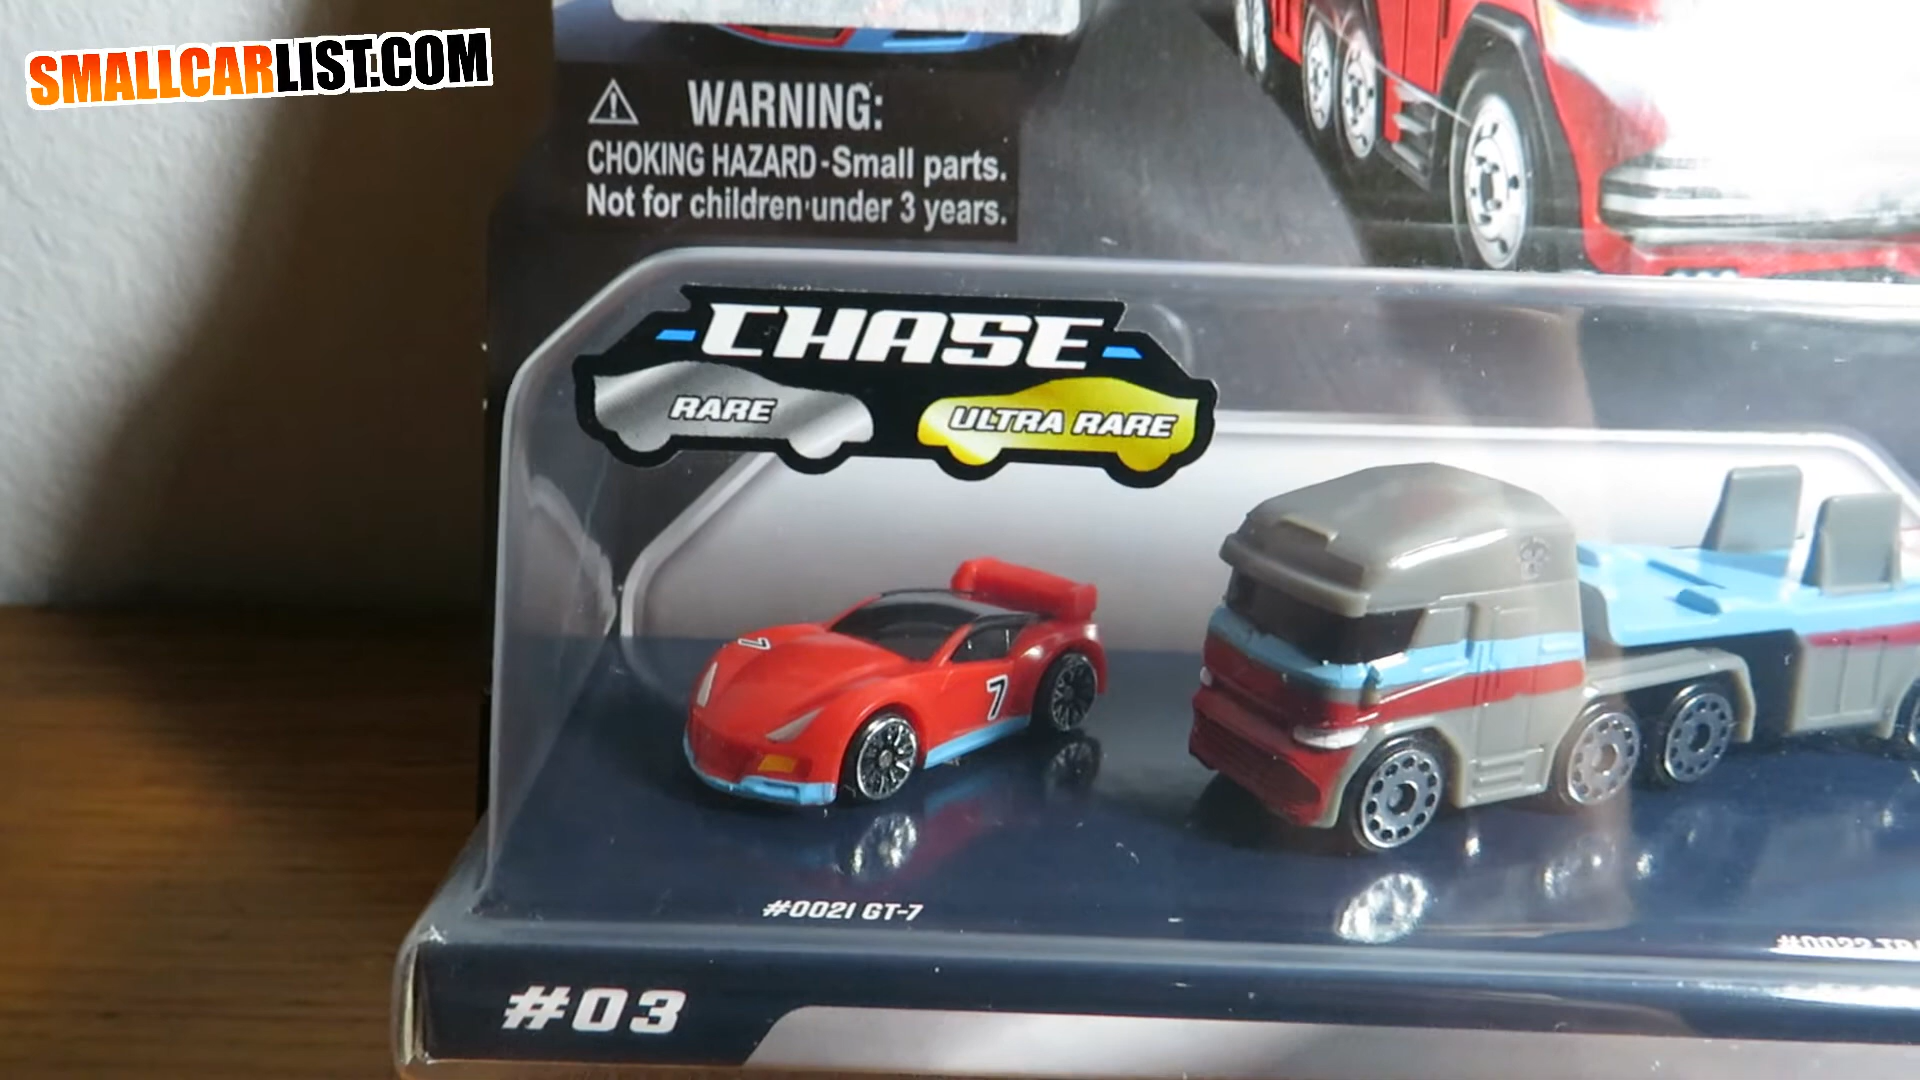 SMALLCARLIST.COM
WARNING:
CHOKING HAZARD-Small parts.
Not for children under 3 years.
CHASE
RARE
ULTRA RARE
7
7
#0021 GT-7
#03